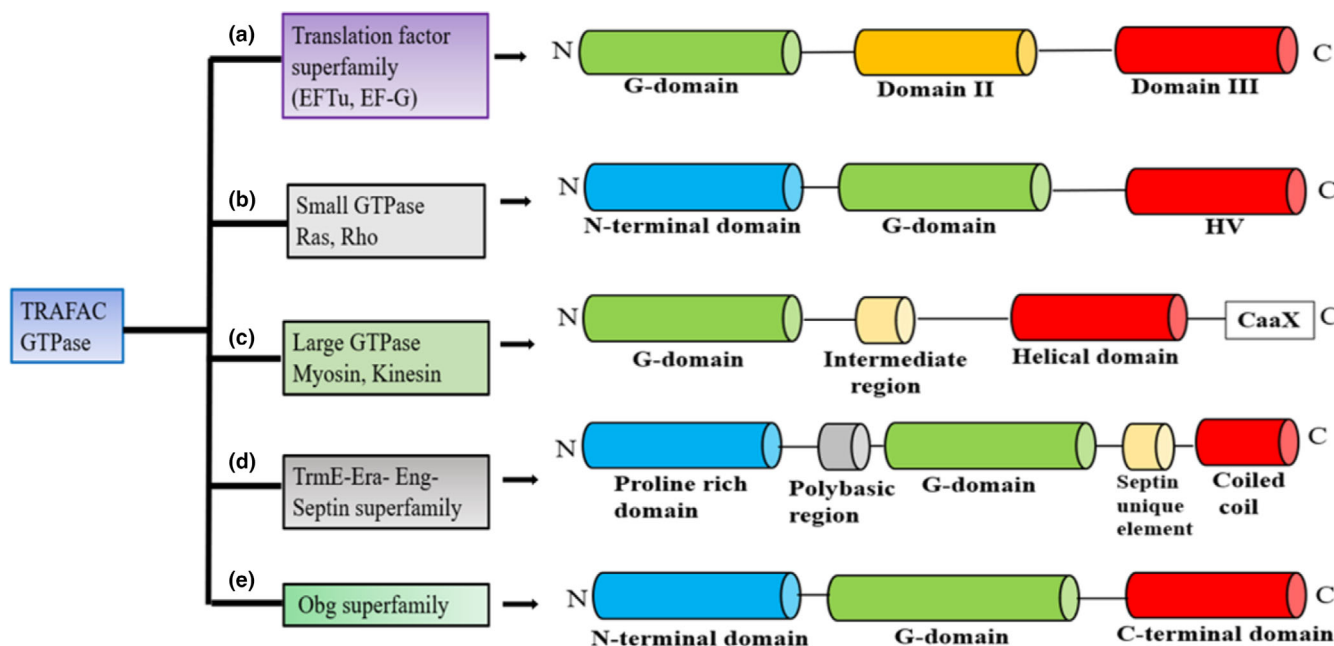 TRAFAC
GTPase
(a)
Translation factor
superfamily
(EFTu, EF-G)
N
G-domain
Domain II
Domain III
C
(b)
Small GTPase
Ras, Rho
N
N-terminal domain
G-domain
HV
C
(c)
Large GTPase
Myosin, Kinesin
N
G-domain
Intermediate
region
Helical domain
CaaX
C
(d)
TrmE-Era- Eng-
Septin superfamily
N
Proline rich
domain
Polybasic
region
G-domain
Septin
unique
element
Coiled
coil
C
(e)
Obg superfamily
N
N-terminal domain
G-domain
C-terminal domain
C